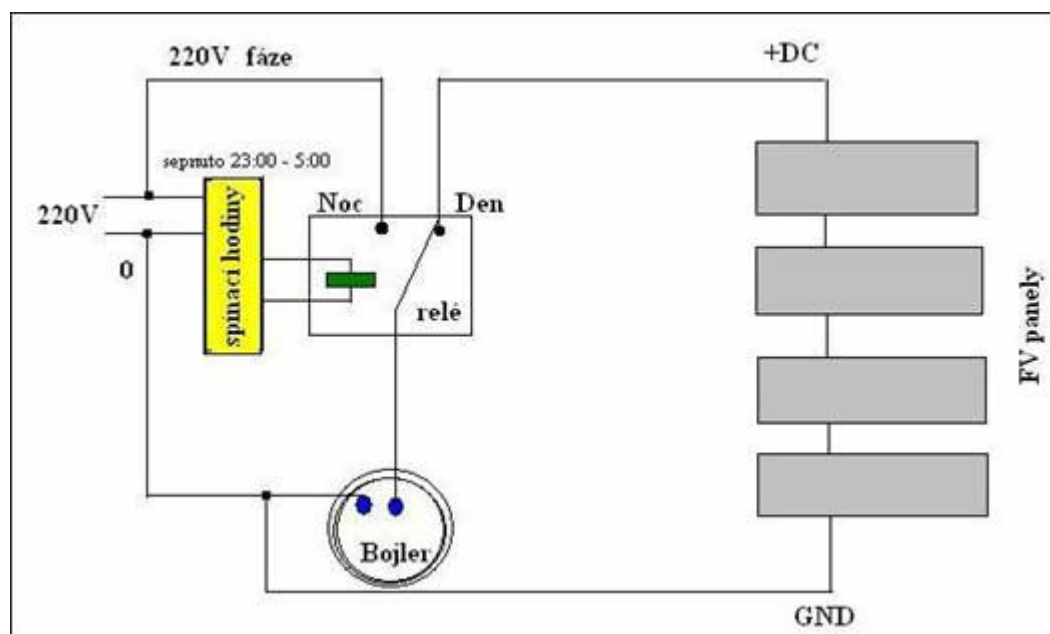 220V fáze
+DC
sepnuto 23:00 - 5:00
220V
0
spínací hodiny
Noc
Den
relé
FV panely
Bojler
GND